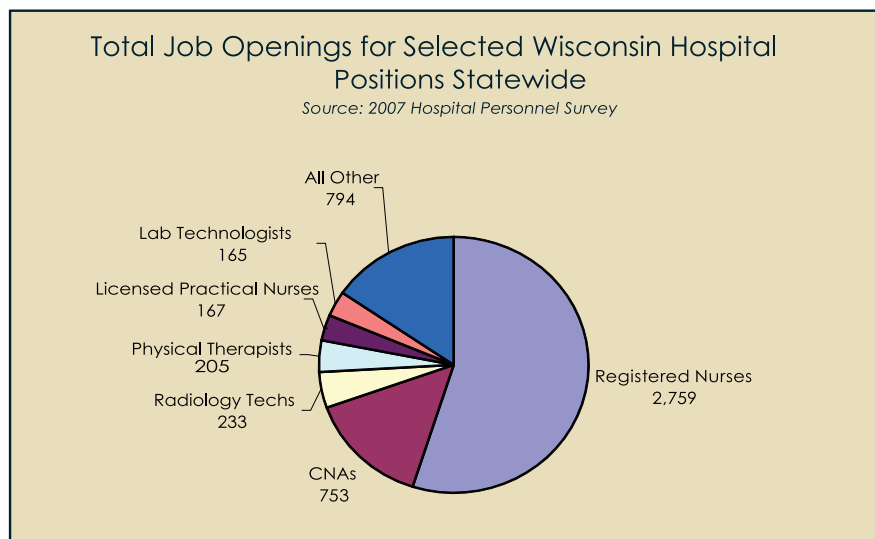 Total Job Openings for Selected Wisconsin Hospital
Positions Statewide
Source: 2007 Hospital Personnel Survey
All Other
794
Lab Technologists
165
Licensed Practical Nurses
167
Physical Therapists
205
Radiology Techs
233
CNAs
753
Registered Nurses
2,759